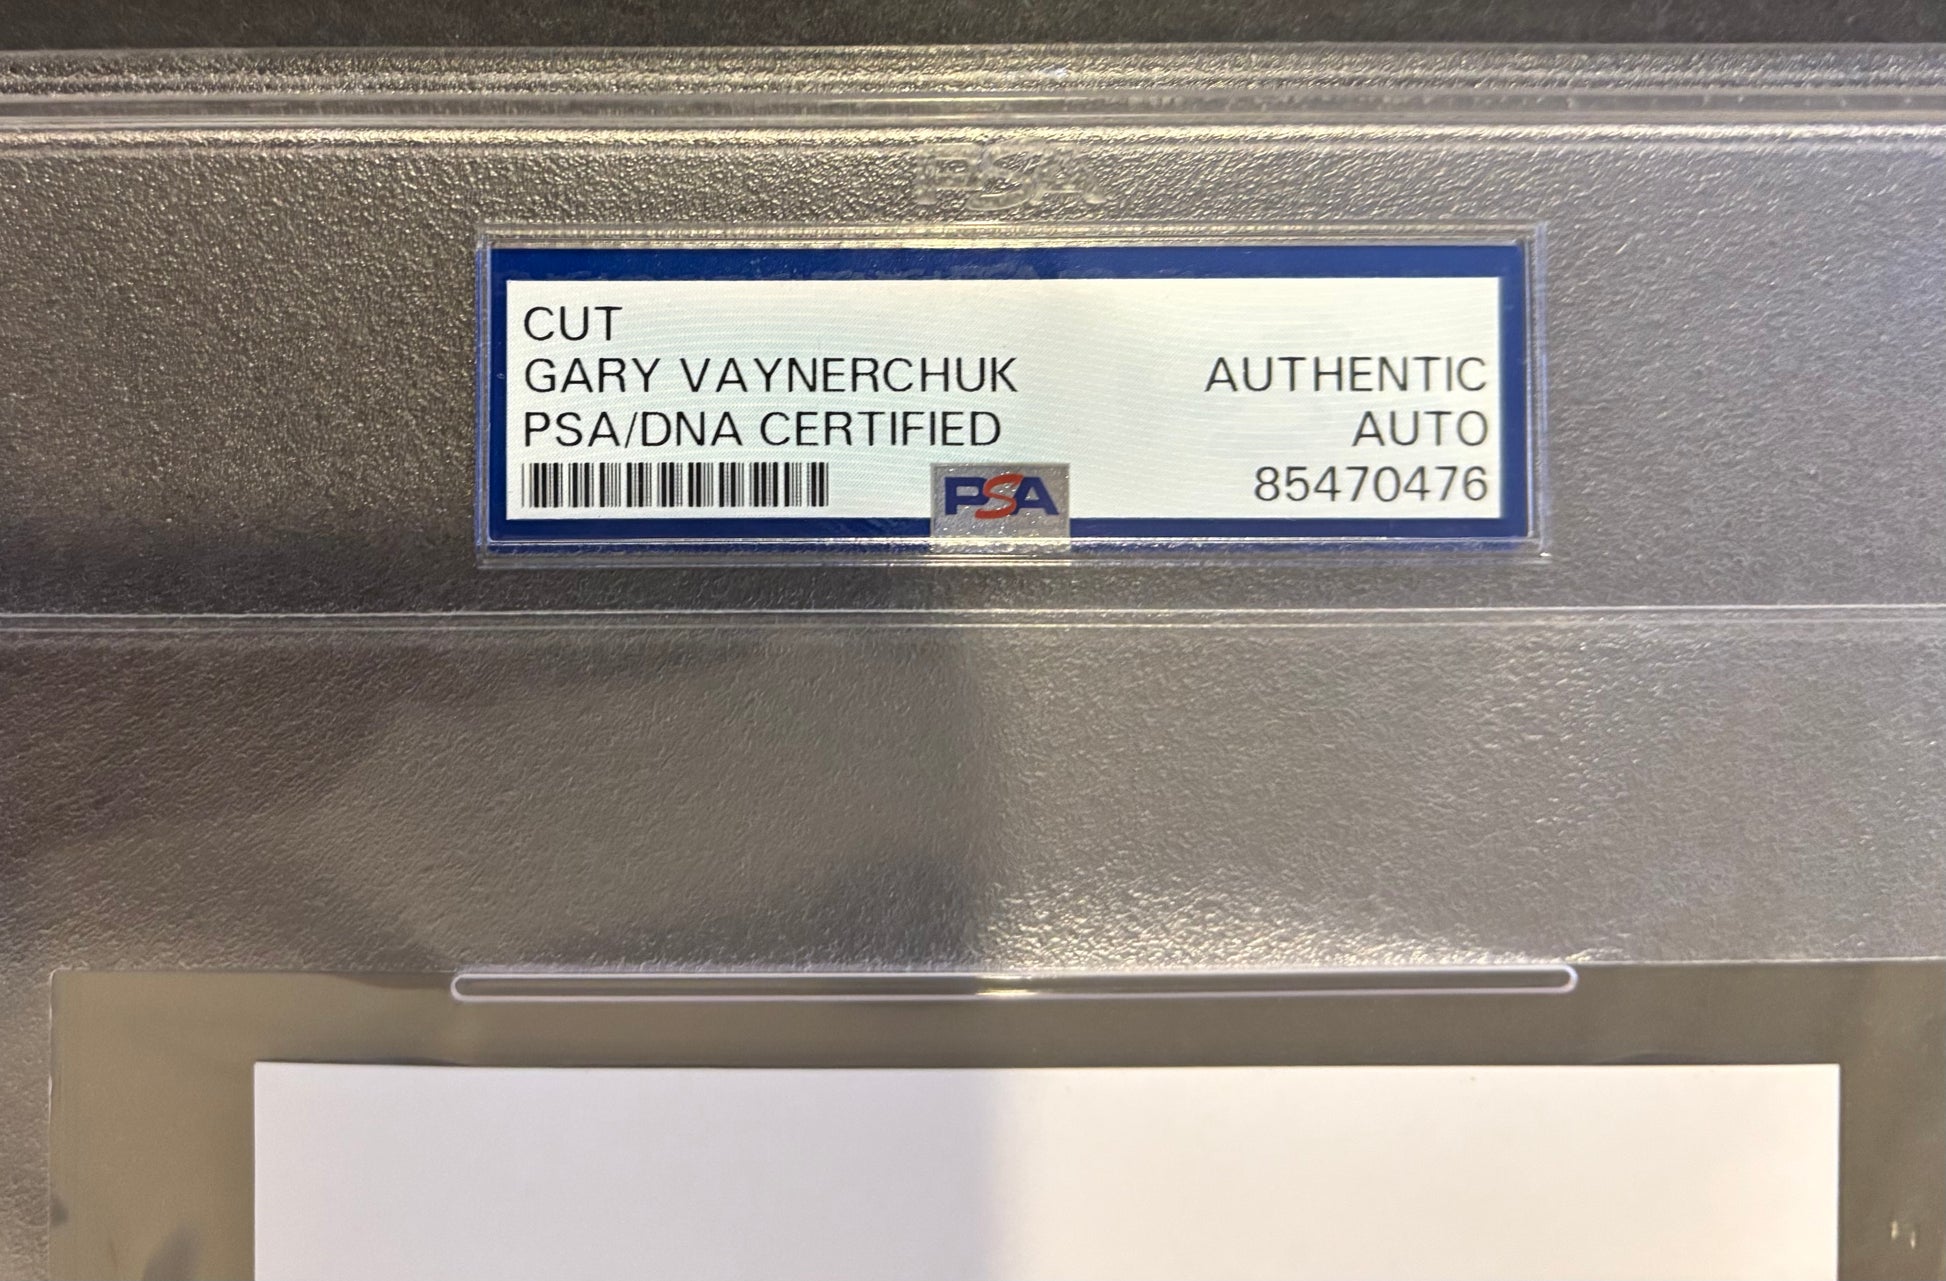 PSA
CUT
GARY VAYNERCHUK
PSA/DNA CERTIFIED
AUTHENTIC
AUTO
85470476
PSA